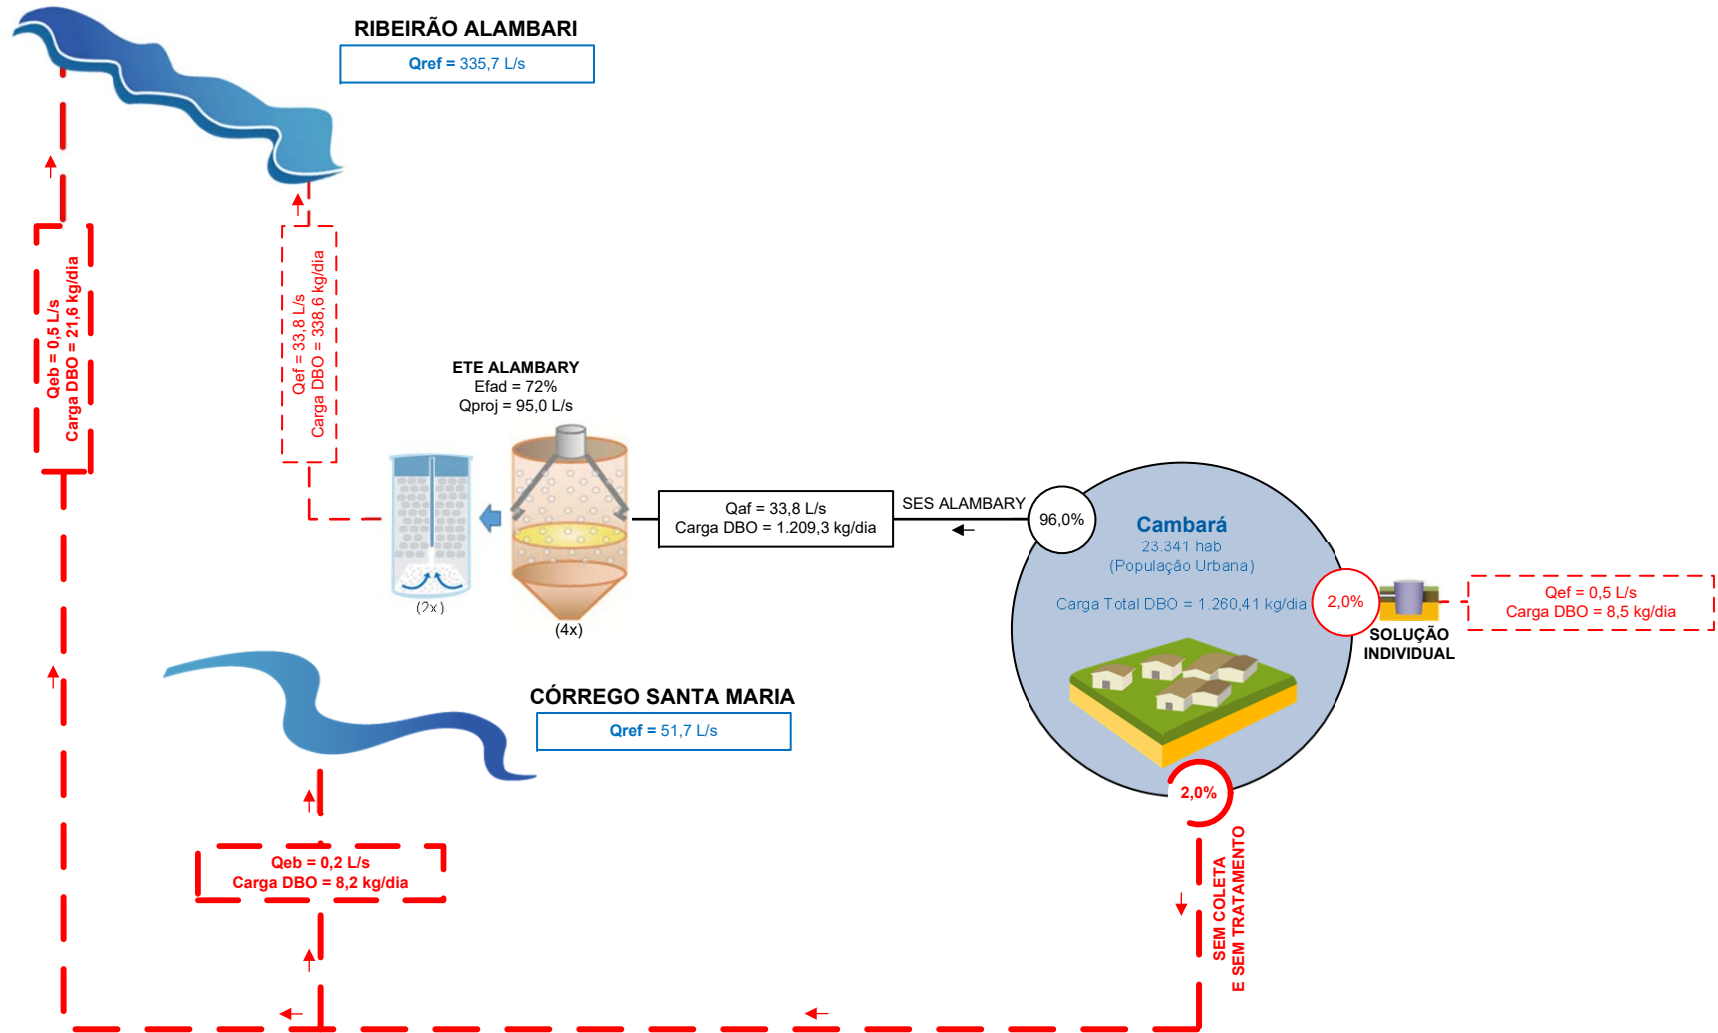 RIBEIRÃO ALAMBARI
Qref = 335,7 L/s
Qeb = 0,5 L/s
Carga DBO = 21,6 kg/dia
Qef = 33,8 L/s
Carga DBO = 338,6 kg/dia
ETE ALAMBARY
Efad = 72%
Qproj = 95,0 L/s
(2x)
(4x)
Qaf = 33,8 L/s
Carga DBO = 1.209,3 kg/dia
SES ALAMBARY
96,0%
Cambará
23.341 hab
(População Urbana)
Carga Total DBO = 1.260,41 kg/dia
2,0%
SOLUÇÃO
INDIVIDUAL
Qef = 0,5 L/s
Carga DBO = 8,5 kg/dia
CÓRREGO SANTA MARIA
Qref = 51,7 L/s
2,0%
SEM COLETA
E SEM TRATAMENTO
Qeb = 0,2 L/s
Carga DBO = 8,2 kg/dia